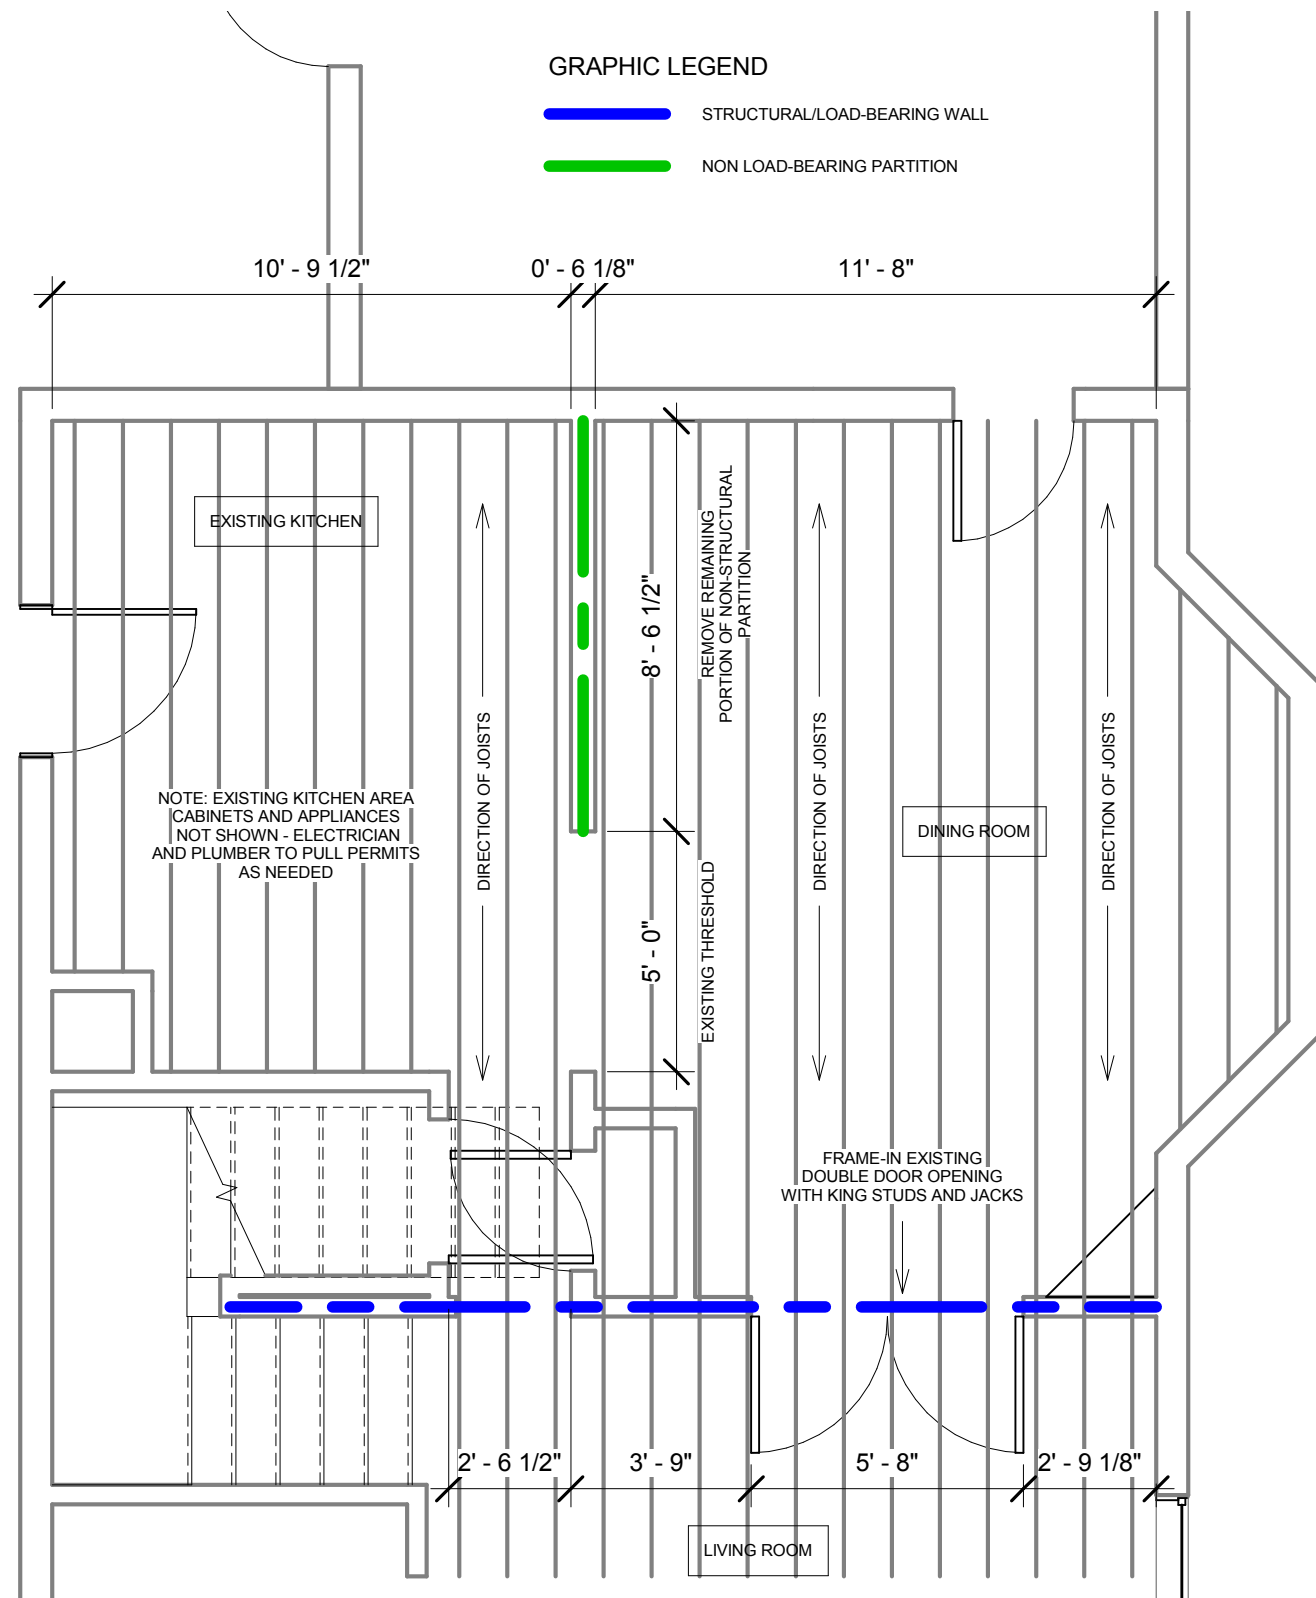 GRAPHIC LEGEND
STRUCTURAL/LOAD-BEARING WALL
NON LOAD-BEARING PARTITION
10' - 9 1/2"
0' - 6 1/8"
11' - 8"
EXISTING KITCHEN
8' - 6 1/2"
REMOVE REMAINING
PORTION OF NON-STRUCTURAL
PARTITION
DIRECTION OF JOISTS
DIRECTION OF JOISTS
DIRECTION OF JOISTS
NOTE: EXISTING KITCHEN AREA
CABINETS AND APPLIANCES
NOT SHOWN - ELECTRICIAN
AND PLUMBER TO PULL PERMITS
AS NEEDED
DINING ROOM
5' - 0"
EXISTING THRESHOLD
FRAME-IN EXISTING
DOUBLE DOOR OPENING
WITH KING STUDS AND JACKS
2' - 6 1/2"
3' - 9"
5' - 8"
2' - 9 1/8"
LIVING ROOM